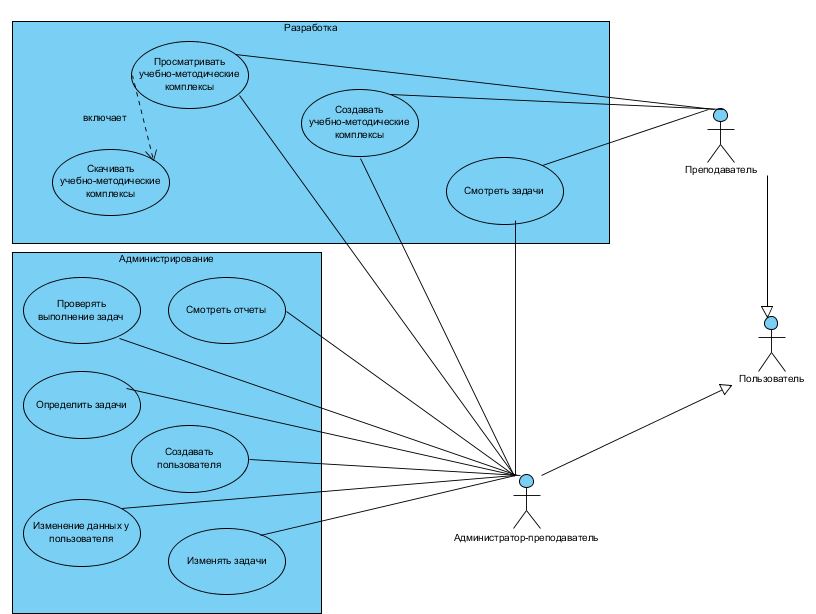 Разработка
Просматривать
учебно-методические
комплексы
включает
Скачивать
учебно-методические
комплексы
Создавать
учебно-методические
комплексы
Смотреть задачи
Преподаватель
Администрирование
Проверять
выполнение задач
Смотреть отчеты
Определить задачи
Создавать
пользователя
Изменение данных у
пользователя
Изменять задачи
Пользователь
Администратор-преподаватель